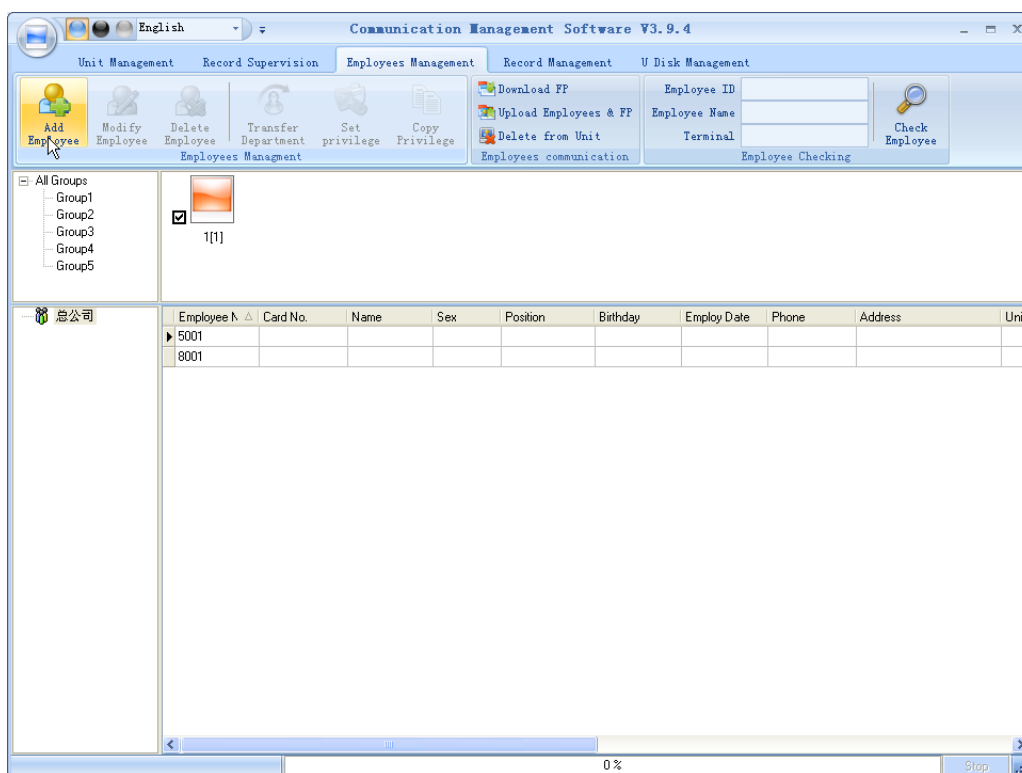 English
Communication Management Software V3.9.4
Unit Management Record Supervision Employees Management Record Management U Disk Management
Add Employee
Modify Employee
Delete Employee
Transfer Department
Set privilege
Copy Privilege
Employees Managment
Download FP
Upload Employees & FP
Delete from Unit
Employees communication
Employee ID
Employee Name
Terminal
Check Employee
Employee Checking
All Groups
Group1
Group2
Group3
Group4
Group5
1[1]
总公司
Employee N Card No. Name Sex Position Birthday Employ Date Phone Address Uni
5001
8001
0 %
Stop